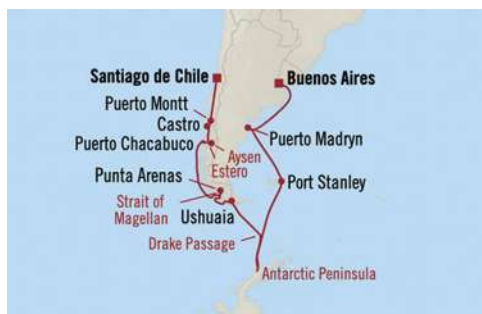 Santiago de Chile
Buenos Aires
Puerto Montt
Castro
Puerto Madryn
Puerto Chacabuco
Aysen
Estero
Punta Arenas
Port Stanley
Strait of
Magellan
Ushuaia
Drake Passage
Antarctic Peninsula